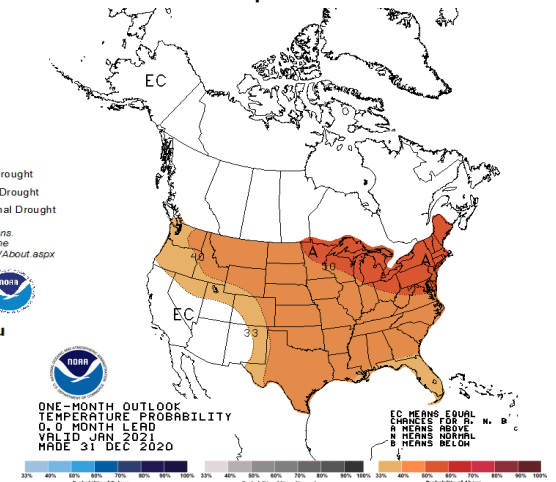 EC
rought
Drought
nal Drought
ns.
ne
/About.aspx
NOAA
A
A
40
50
EC
33
NOAA
ONE-MONTH OUTLOOK
TEMPERATURE PROBABILITY
0.0 MONTH LEAD
VALID JAN 2021
MADE 31 DEC 2020
EC MEANS EQUAL
CHANCES FOR A, N, B
A MEANS ABOVE
N MEANS NORMAL
B MEANS BELOW
33% 40% 50% 60% 70% 80% 90% 100%
33% 40% 50% 60% 70% 80% 90% 100%
33% 40% 50% 60% 70% 80% 90% 100%